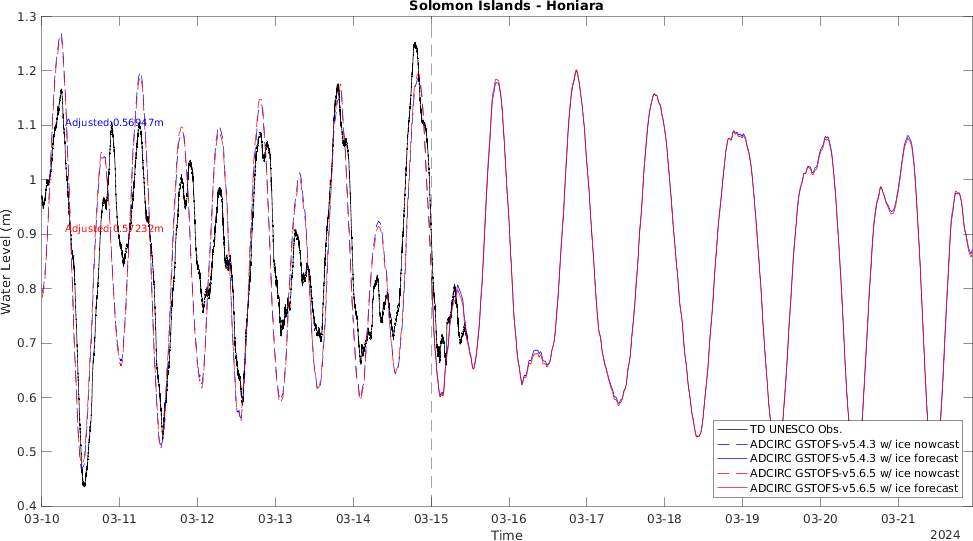 Solomon Islands - Honiara
1.3
1.2
1.1
1
0.9
0.8
0.7
0.6
0.5
0.4
Water Level (m)
Adjusted:0.56947m
Adjusted:0.57232m
TD UNESCO Obs.
ADCIRC GSTOFS-v5.4.3 w/ ice nowcast
ADCIRC GSTOFS-v5.4.3 w/ ice forecast
ADCIRC GSTOFS-v5.6.5 w/ ice nowcast
ADCIRC GSTOFS-v5.6.5 w/ ice forecast
03-10 03-11 03-12 03-13 03-14 03-15 03-16 03-17 03-18 03-19 03-20 03-21
Time
2024